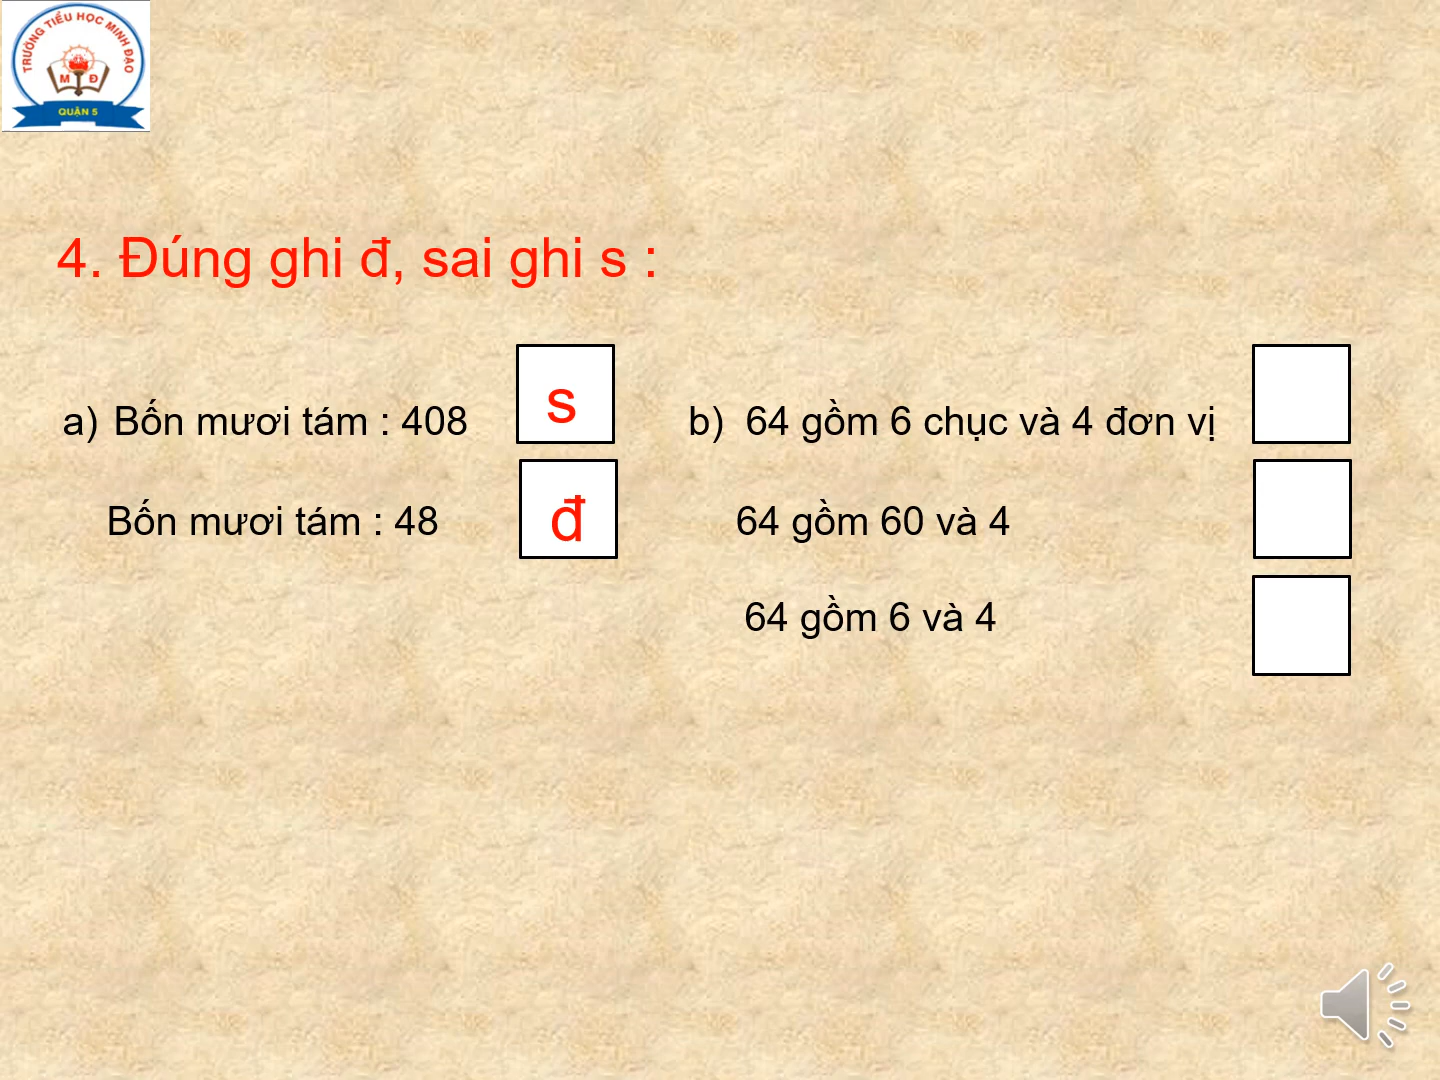 TRƯỜNG TIỂU HỌC MINH ĐẠO
M Đ
QUẬN 5
4. Đúng ghi đ, sai ghi s :
a) Bốn mươi tám : 408 s
Bốn mươi tám : 48 đ
b) 64 gồm 6 chục và 4 đơn vị
64 gồm 60 và 4
64 gồm 6 và 4